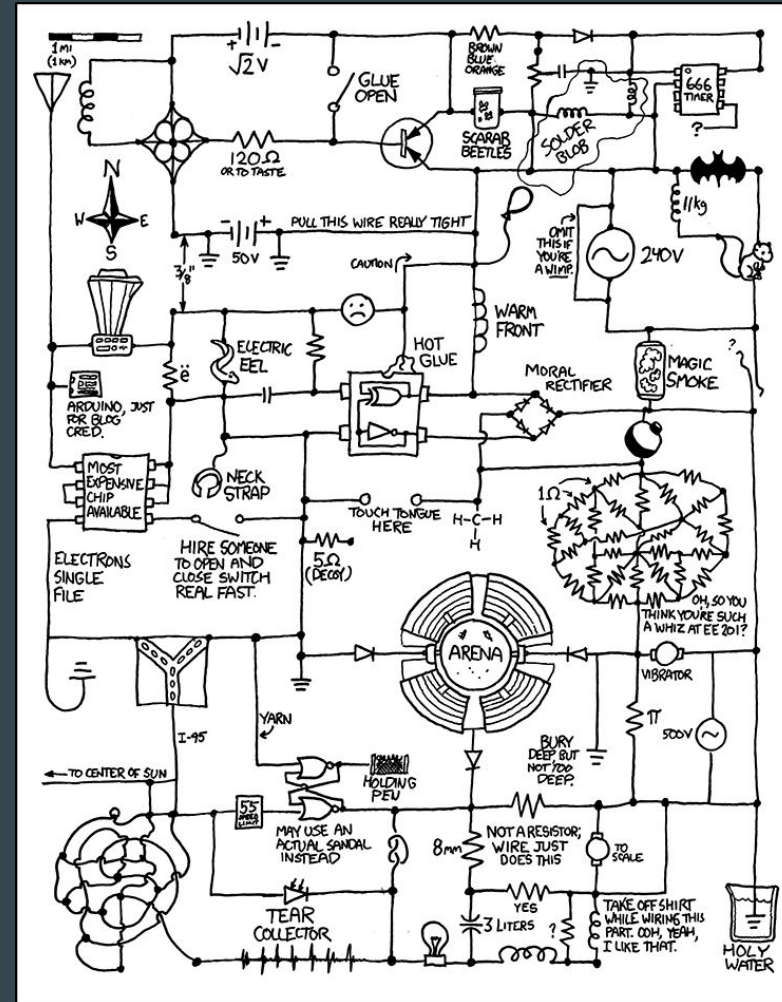 1MI
(1KM)
√2V
GLUE
OPEN
BROWN
BLUE
ORANGE
666
TIMER
?
SCARAB
BEETLES
SOLDER
BLOB
120Ω
OR TO TASTE
N
W E
S
11kg
- +
50V
PULL THIS WIRE REALLY TIGHT
OMIT
THIS IF
YOU'RE
A WIMP.
240V
3/8"
CAUTION
WARM
FRONT
?
ELECTRIC
EEL
HOT
GLUE
MORAL
RECTIFIER
MAGIC
SMOKE
ë
ARDUINO, JUST
FOR BLOG
CRED.
MOST
EXPENSIVE
CHIP
AVAILABLE
NECK
STRAP
1Ω
TOUCH TONGUE
HERE
H-C-H
H
ELECTRONS
SINGLE
FILE
HIRE SOMEONE
TO OPEN AND
CLOSE SWITCH
REAL FAST.
5Ω
(DECOY)
OH, SO YOU
THINK YOU'RE SUCH
A WHIZ AT EE 201?
ARENA
VIBRATOR
YARN
I-95
π
500V
BURY
DEEP, BUT
NOT TOO
DEEP.
TO CENTER OF SUN
HOLDING
PEN
55
SPEED
LIMIT
MAY USE AN
ACTUAL SANDAL
INSTEAD
8mm
NOT A RESISTOR;
WIRE JUST
DOES THIS
TO
SCALE
TEAR
COLLECTOR
3 LITERS
YES
?
TAKE OFF SHIRT
WHILE WIRING THIS
PART. OOH, YEAH,
I LIKE THAT.
HOLY
WATER